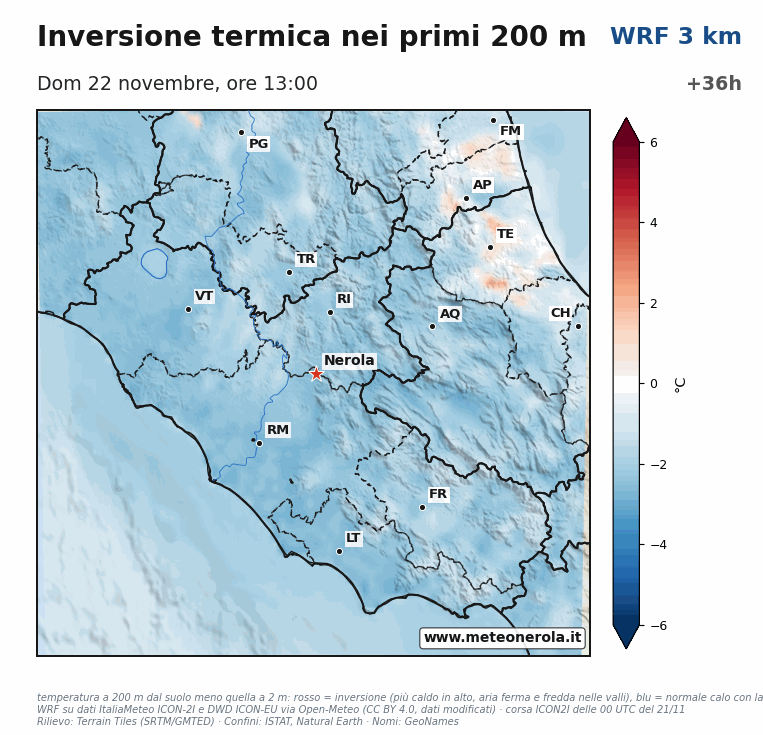 Inversione termica nei primi 200 m WRF 3 km
Dom 22 novembre, ore 13:00 +36h
FM
PG
AP
TE
TR
VT
RI
AQ
CH
Nerola
RM
FR
LT
www.meteonerola.it
6
4
2
0
−2
−4
−6
°C
temperatura a 200 m dal suolo meno quella a 2 m: rosso = inversione (più caldo in alto, aria ferma e fredda nelle valli), blu = normale calo con la
WRF su dati ItaliaMeteo ICON-2I e DWD ICON-EU via Open-Meteo (CC BY 4.0, dati modificati) · corsa ICON2I delle 00 UTC del 21/11
Rilievo: Terrain Tiles (SRTM/GMTED) · Confini: ISTAT, Natural Earth · Nomi: GeoNames